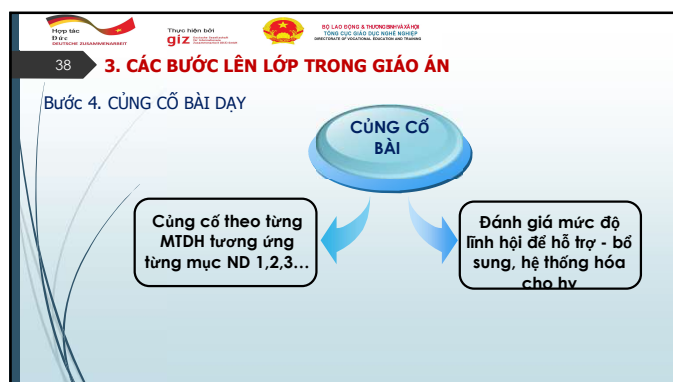 Hợp tác
Đức
DEUTSCHE ZUSAMMENARBEIT
Thực hiện bởi
giz
BỘ LAO ĐỘNG & THƯƠNG BINH VÀ XÃ HỘI
TỔNG CỤC GIÁO DỤC NGHỀ NGHIỆP
DIRECTORATE OF VOCATIONAL EDUCATION AND TRAINING
38
3. CÁC BƯỚC LÊN LỚP TRONG GIÁO ÁN
Bước 4. CỦNG CỐ BÀI DẠY
CỦNG CỐ
BÀI
Củng cố theo từng
MTDH tương ứng
từng mục ND 1,2,3...
Đánh giá mức độ
lĩnh hội để hỗ trợ - bổ
sung, hệ thống hóa
cho hv